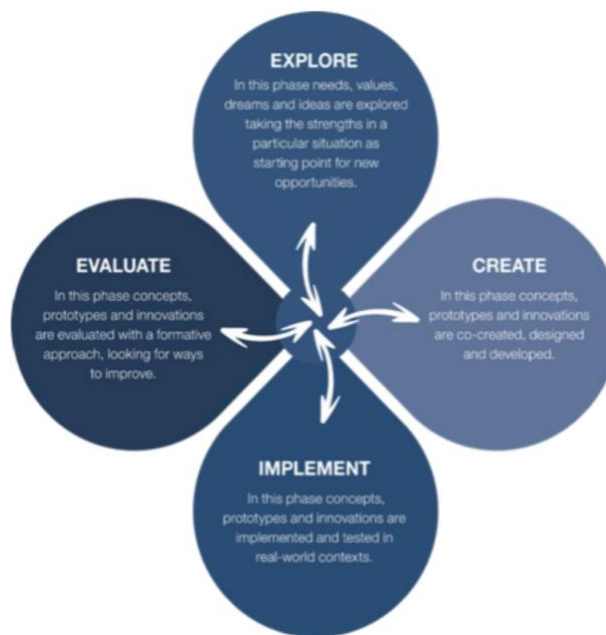 EXPLORE
In this phase needs, values,
dreams and ideas are explored
taking the strengths in a
particular situation as
starting point for new
opportunities.
EVALUATE
In this phase concepts,
prototypes and innovations
are evaluated with a formative
approach, looking for ways
to improve.
CREATE
In this phase concepts,
prototypes and innovations
are co-created, designed
and developed.
IMPLEMENT
In this phase concepts,
prototypes and innovations are
implemented and tested in
real-world contexts.